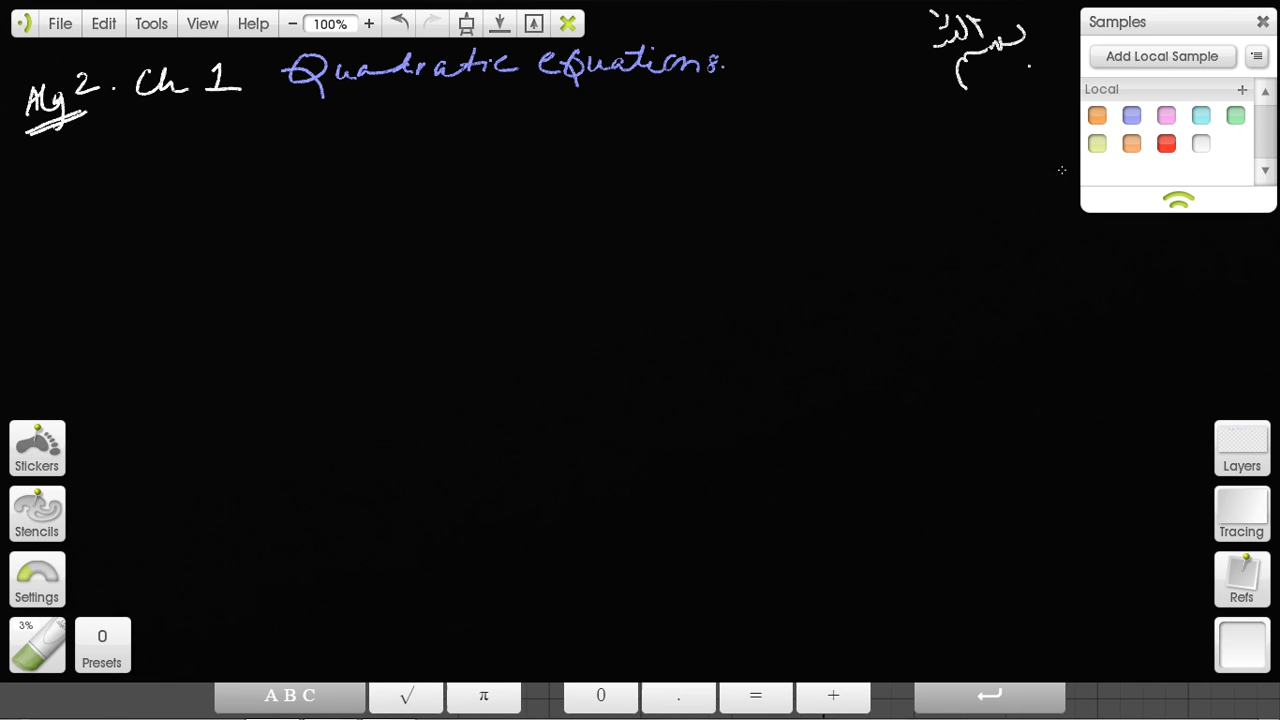 File Edit Tools View Help − 100% +
Samples
Add Local Sample
Local +
بسم الله
Alg 2. Ch 1 Quadratic equations.
Stickers
Stencils
Settings
3%
0
Presets
Layers
Tracing
Refs
A B C √ π 0 . = +